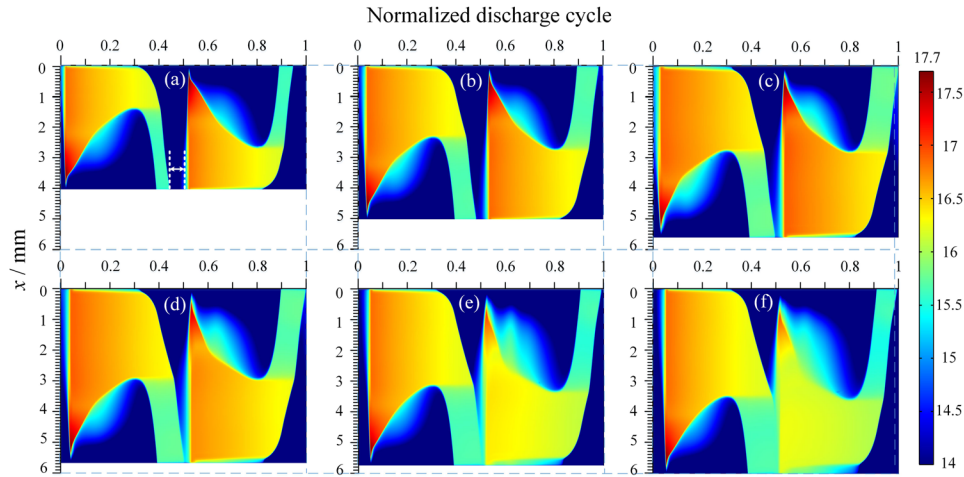 Normalized discharge cycle
0 0.2 0.4 0.6 0.8 1 0 0.2 0.4 0.6 0.8 1 0 0.2 0.4 0.6 0.8 1 17.7
0 (a) 0 (b) 0 (c)
1 1 1 17.5
2 2 2 17
3 3 3
4 4 4 16.5
5 5 5
6 6 6 16
x / mm
0 0.2 0.4 0.6 0.8 1 0 0.2 0.4 0.6 0.8 1 0 0.2 0.4 0.6 0.8 1
0 (d) 0 (e) 0 (f) 15.5
1 1 1
2 2 2 15
3 3 3
4 4 4 14.5
5 5 5
6 6 6 14